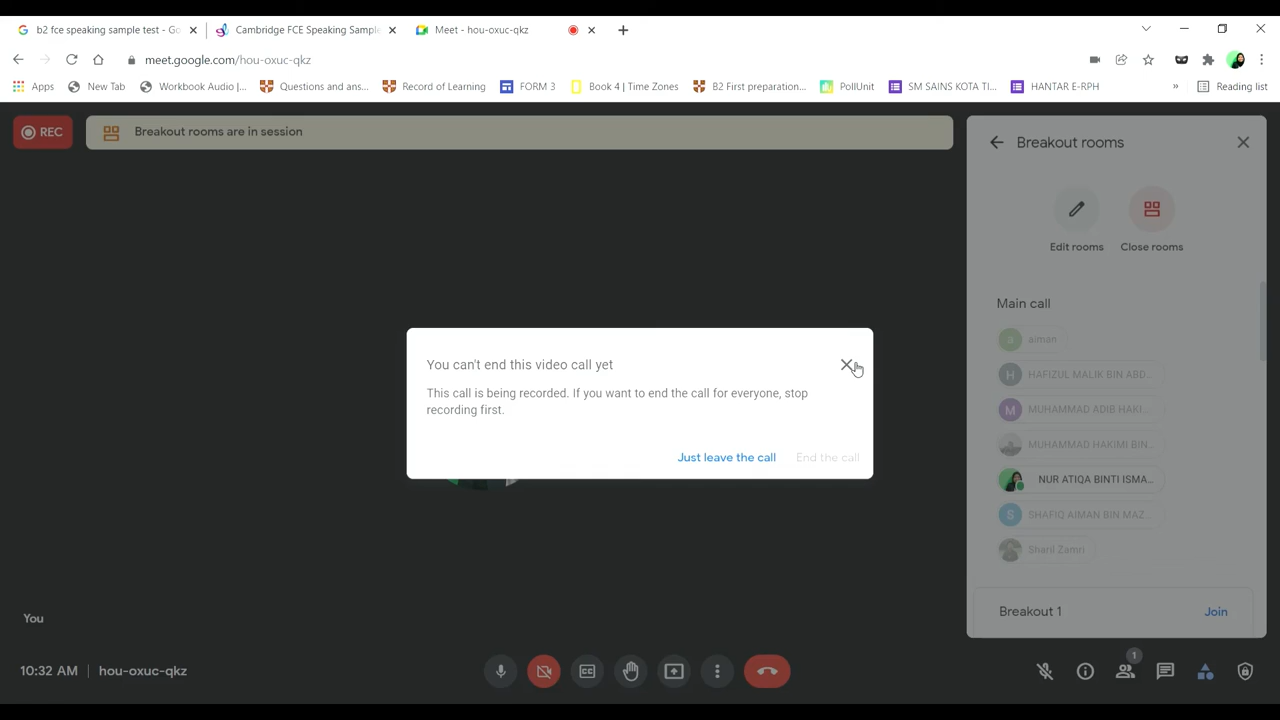 b2 fce speaking sample test - Go
Cambridge FCE Speaking Sample
Meet - hou-oxuc-qkz
meet.google.com/hou-oxuc-qkz
Apps
New Tab
Workbook Audio |...
Questions and ans...
Record of Learning
FORM 3
Book 4 | Time Zones
B2 First preparation...
PollUnit
SM SAINS KOTA TI...
HANTAR E-RPH
»
Reading list
REC
Breakout rooms are in session
Breakout rooms
Edit rooms
Close rooms
Main call
a aiman
H HAFIZUL MALIK BIN ABD...
M MUHAMMAD ADIB HAKI...
MUHAMMAD HAKIMI BIN...
NUR ATIQA BINTI ISMA...
S SHAFIQ AIMAN BIN MAZ...
Sharil Zamri
Breakout 1
Join
You can't end this video call yet
This call is being recorded. If you want to end the call for everyone, stop
recording first.
Just leave the call
End the call
You
10:32 AM | hou-oxuc-qkz
CC
1